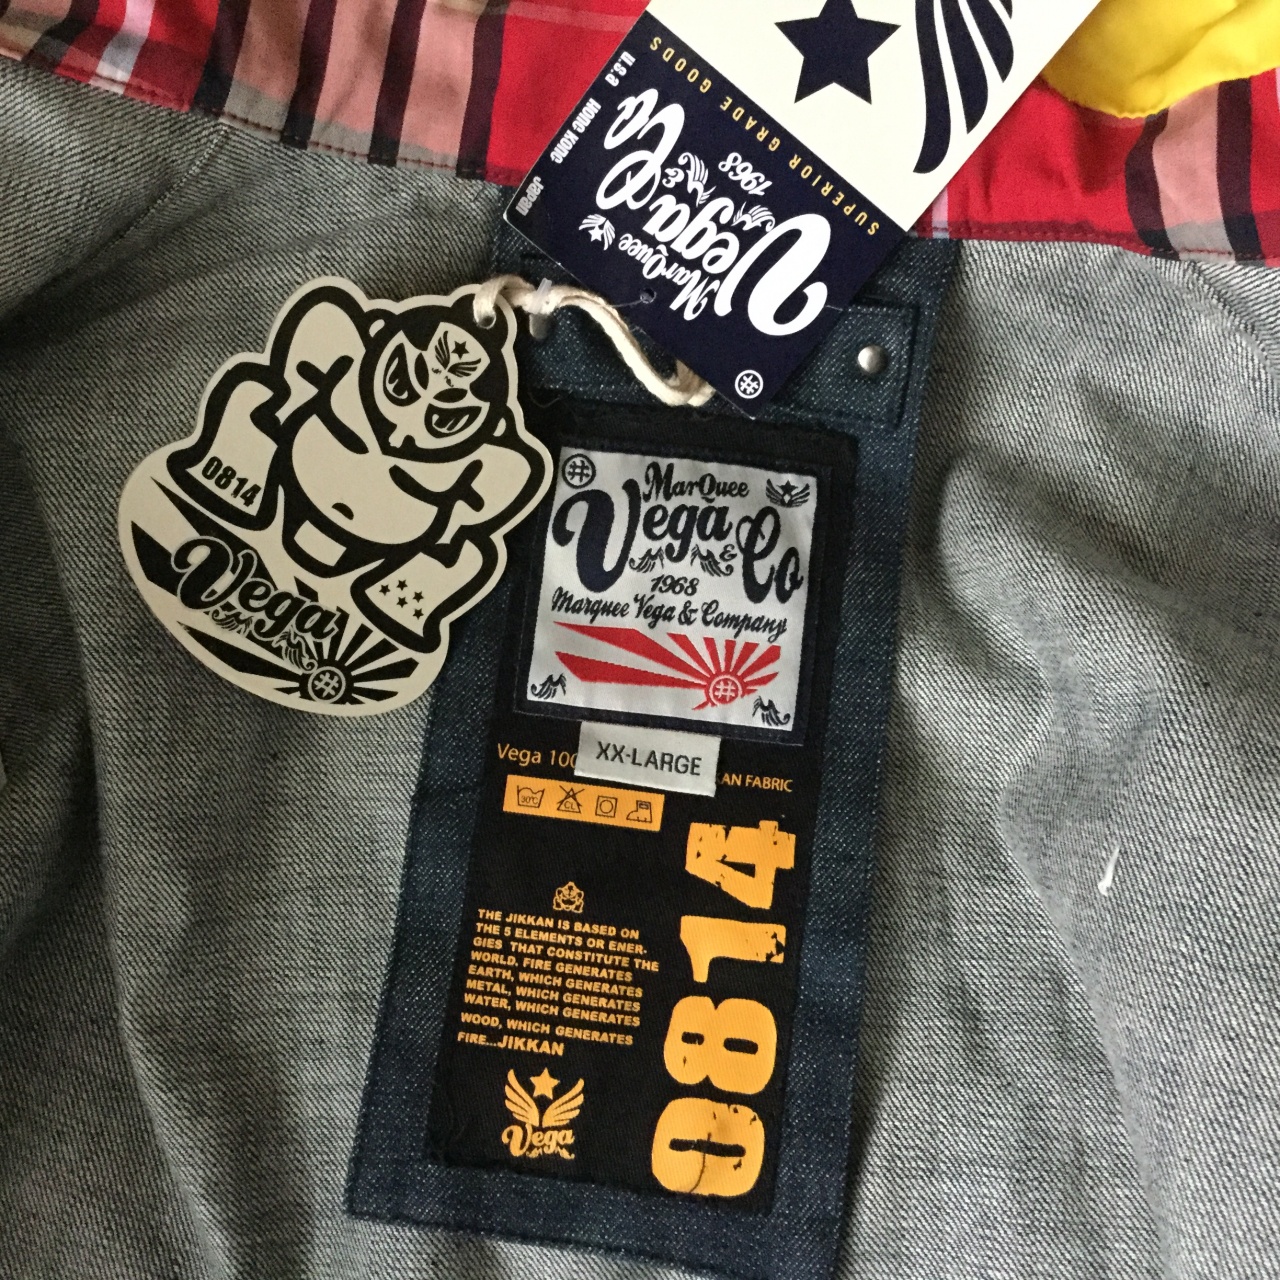 SUPERIOR GRADE GOODS
MarQuee
Vega Co
1968
U.S.A HONG KONG Japan
0814
Vega
MarQuee
Vega & Co
1968
Marquee Vega & Company
XX-LARGE
Vega 100
AN FABRIC
30°C CL
THE JIKKAN IS BASED ON
THE 5 ELEMENTS OR ENER.
GIES THAT CONSTITUTE THE
WORLD. FIRE GENERATES
EARTH, WHICH GENERATES
METAL, WHICH GENERATES
WATER, WHICH GENERATES
WOOD, WHICH GENERATES
FIRE...JIKKAN
Vega
0814